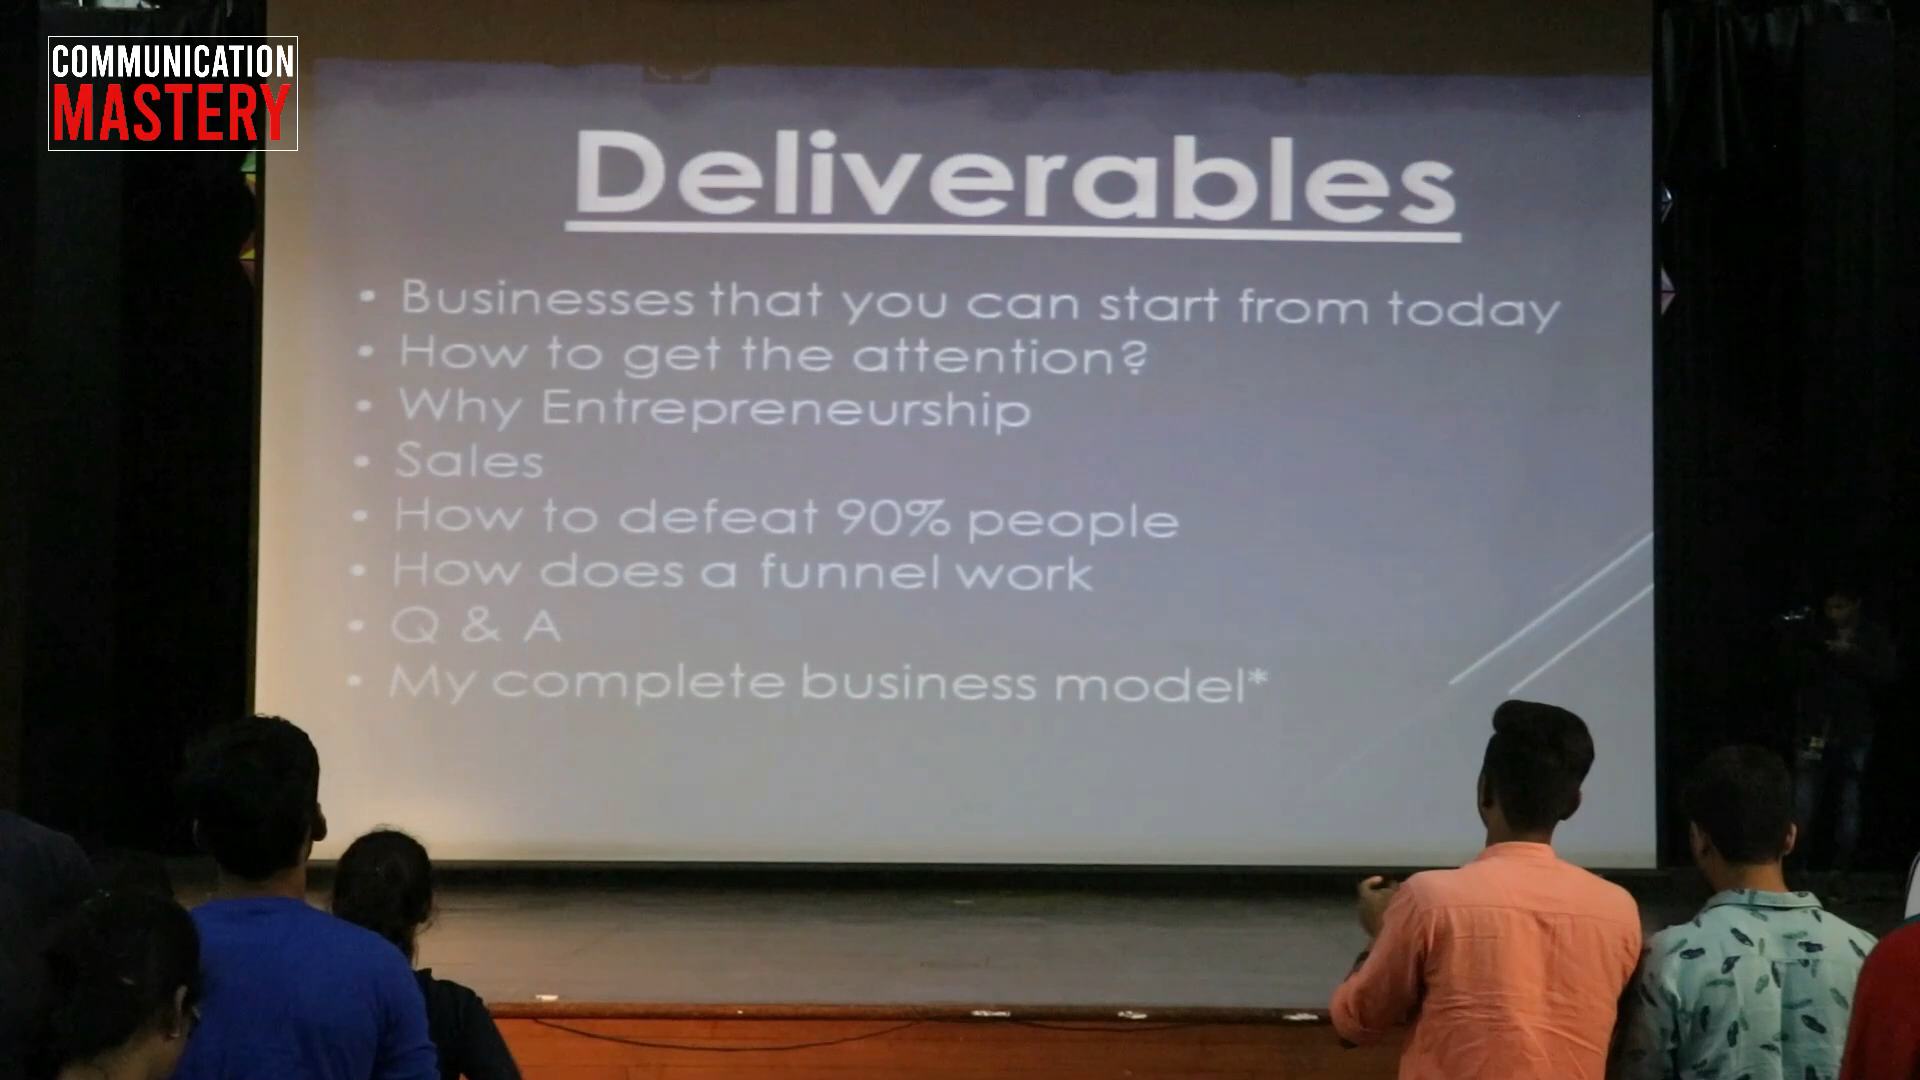 COMMUNICATION
MASTERY
Deliverables
• Businesses that you can start from today
• How to get the attention?
• Why Entrepreneurship
• Sales
• How to defeat 90% people
• How does a funnel work
• Q & A
• My complete business model*